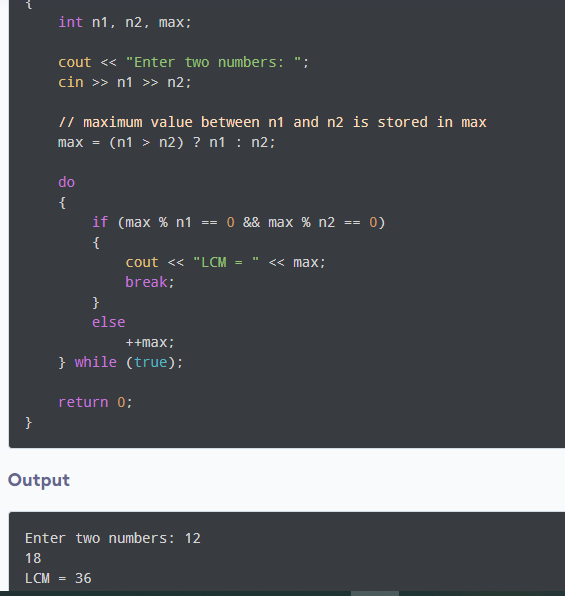 {
    int n1, n2, max;
    cout << "Enter two numbers: ";
    cin >> n1 >> n2;
    // maximum value between n1 and n2 is stored in max
    max = (n1 > n2) ? n1 : n2;
    do
    {
        if (max % n1 == 0 && max % n2 == 0)
        {
            cout << "LCM = " << max;
            break;
        }
        else
            ++max;
    } while (true);
    return 0;
}
Output
Enter two numbers: 12
18
LCM = 36